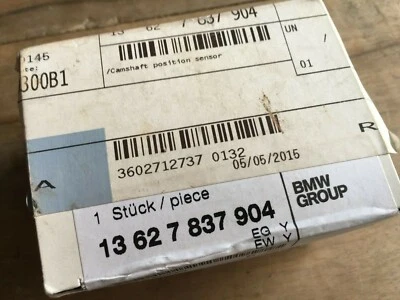 13 62 7 837 904
/Camshaft position sensor
UN
/
01
300B1
A
R
3602712737 0132
05/05/2015
1 Stück / piece
13 62 7 837 904
EG Y
EW Y
BMW
GROUP